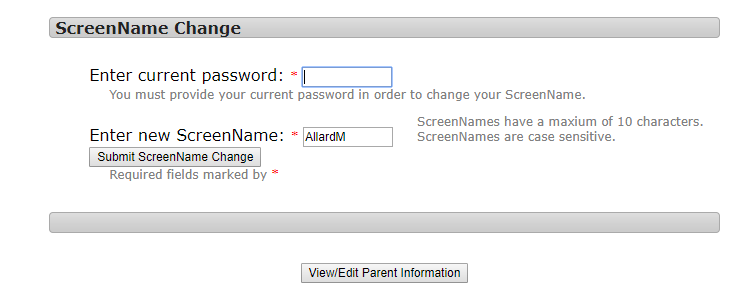 ScreenName Change
Enter current password: *
You must provide your current password in order to change your ScreenName.
Enter new ScreenName: * AllardM
ScreenNames have a maxium of 10 characters.
ScreenNames are case sensitive.
Submit ScreenName Change
Required fields marked by *
View/Edit Parent Information